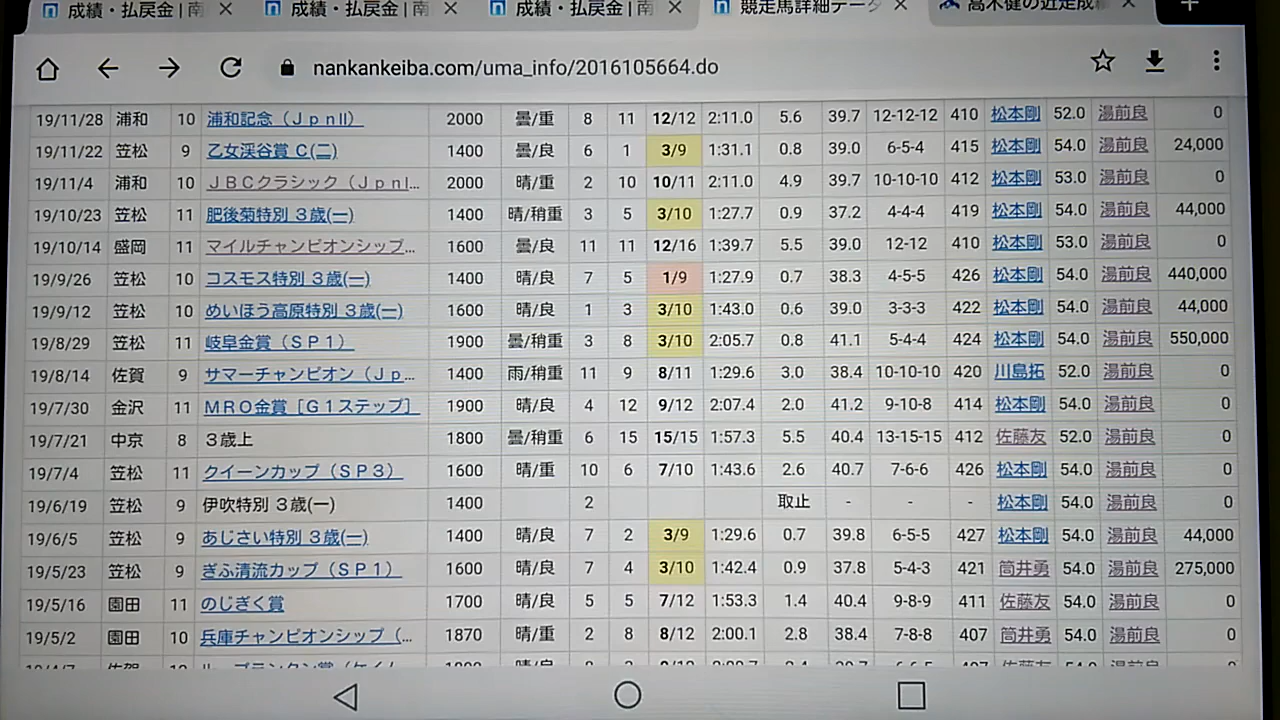 成績・払戻金 | 南 × 成績・払戻金 | 南 × 成績・払戻金 | 南 × 競走馬詳細データ × 高木健の近走成績 × +
nankankeiba.com/uma_info/2016105664.do
19/11/28 浦和 10 浦和記念（ＪｐｎII） 2000 曇/重 8 11 12/12 2:11.0 5.6 39.7 12-12-12 410 松本剛 52.0 湯前良 0
19/11/22 笠松 9 乙女渓谷賞 Ｃ(二) 1400 曇/良 6 1 3/9 1:31.1 0.8 39.0 6-5-4 415 松本剛 54.0 湯前良 24,000
19/11/4 浦和 10 ＪＢＣクラシック（ＪｐｎＩ... 2000 晴/重 2 10 10/11 2:11.0 4.9 39.7 10-10-10 412 松本剛 53.0 湯前良 0
19/10/23 笠松 11 肥後菊特別 ３歳(一) 1400 晴/稍重 3 5 3/10 1:27.7 0.9 37.2 4-4-4 419 松本剛 54.0 湯前良 44,000
19/10/14 盛岡 11 マイルチャンピオンシップ... 1600 曇/良 11 11 12/16 1:39.7 5.5 39.0 12-12 410 松本剛 53.0 湯前良 0
19/9/26 笠松 10 コスモス特別 ３歳(一) 1400 晴/良 7 5 1/9 1:27.9 0.7 38.3 4-5-5 426 松本剛 54.0 湯前良 440,000
19/9/12 笠松 10 めいほう高原特別 ３歳(一) 1600 晴/良 1 3 3/10 1:43.0 0.6 39.0 3-3-3 422 松本剛 54.0 湯前良 44,000
19/8/29 笠松 11 岐阜金賞（ＳＰ１） 1900 曇/稍重 3 8 3/10 2:05.7 0.8 41.1 5-4-4 424 松本剛 54.0 湯前良 550,000
19/8/14 佐賀 9 サマーチャンピオン（Ｊｐ... 1400 雨/稍重 11 9 8/11 1:29.6 3.0 38.4 10-10-10 420 川島拓 52.0 湯前良 0
19/7/30 金沢 11 ＭＲＯ金賞［Ｇ１ステップ］ 1900 晴/良 4 12 9/12 2:07.4 2.0 41.2 9-10-8 414 松本剛 54.0 湯前良 0
19/7/21 中京 8 ３歳上 1800 曇/稍重 6 15 15/15 1:57.3 5.5 40.4 13-15-15 412 佐藤友 52.0 湯前良 0
19/7/4 笠松 11 クイーンカップ（ＳＰ３） 1600 晴/重 10 6 7/10 1:43.6 2.6 40.7 7-6-6 426 松本剛 54.0 湯前良 0
19/6/19 笠松 9 伊吹特別 ３歳(一) 1400 2 取止 - - - 松本剛 54.0 湯前良 0
19/6/5 笠松 9 あじさい特別 ３歳(一) 1400 晴/良 7 2 3/9 1:29.6 0.7 39.8 6-5-5 427 松本剛 54.0 湯前良 44,000
19/5/23 笠松 9 ぎふ清流カップ（ＳＰ１） 1600 晴/良 7 4 3/10 1:42.4 0.9 37.8 5-4-3 421 筒井勇 54.0 湯前良 275,000
19/5/16 園田 11 のじぎく賞 1700 晴/良 5 5 7/12 1:53.3 1.4 40.4 9-8-9 411 佐藤友 54.0 湯前良 0
19/5/2 園田 10 兵庫チャンピオンシップ（... 1870 晴/重 2 8 8/12 2:00.1 2.8 38.4 7-8-8 407 筒井勇 54.0 湯前良 0